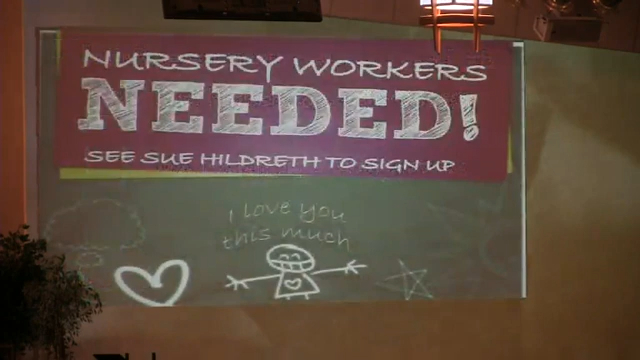 NURSERY WORKERS
NEEDED!
SEE SUE HILDRETH TO SIGN UP
i love you
this much